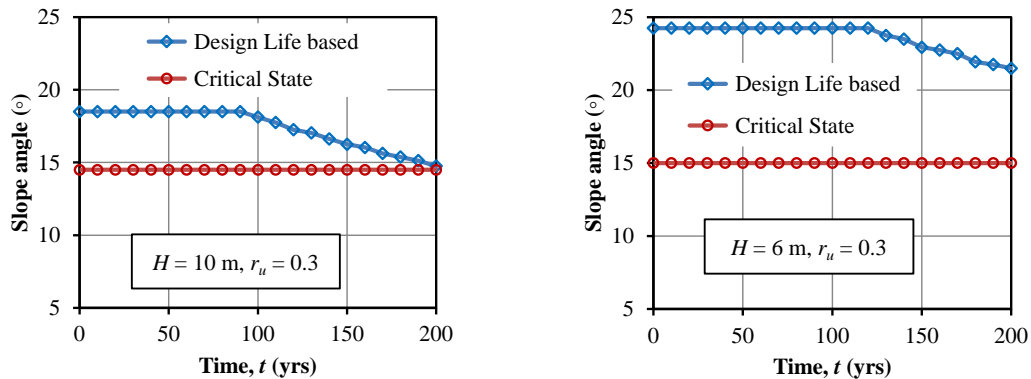 25
20
15
10
5
Slope angle (○)
Design Life based
Critical State
H = 10 m, rᵤ = 0.3
0 50 100 150 200
Time, t (yrs)
25
20
15
10
5
Slope angle (○)
Design Life based
Critical State
H = 6 m, rᵤ = 0.3
0 50 100 150 200
Time, t (yrs)